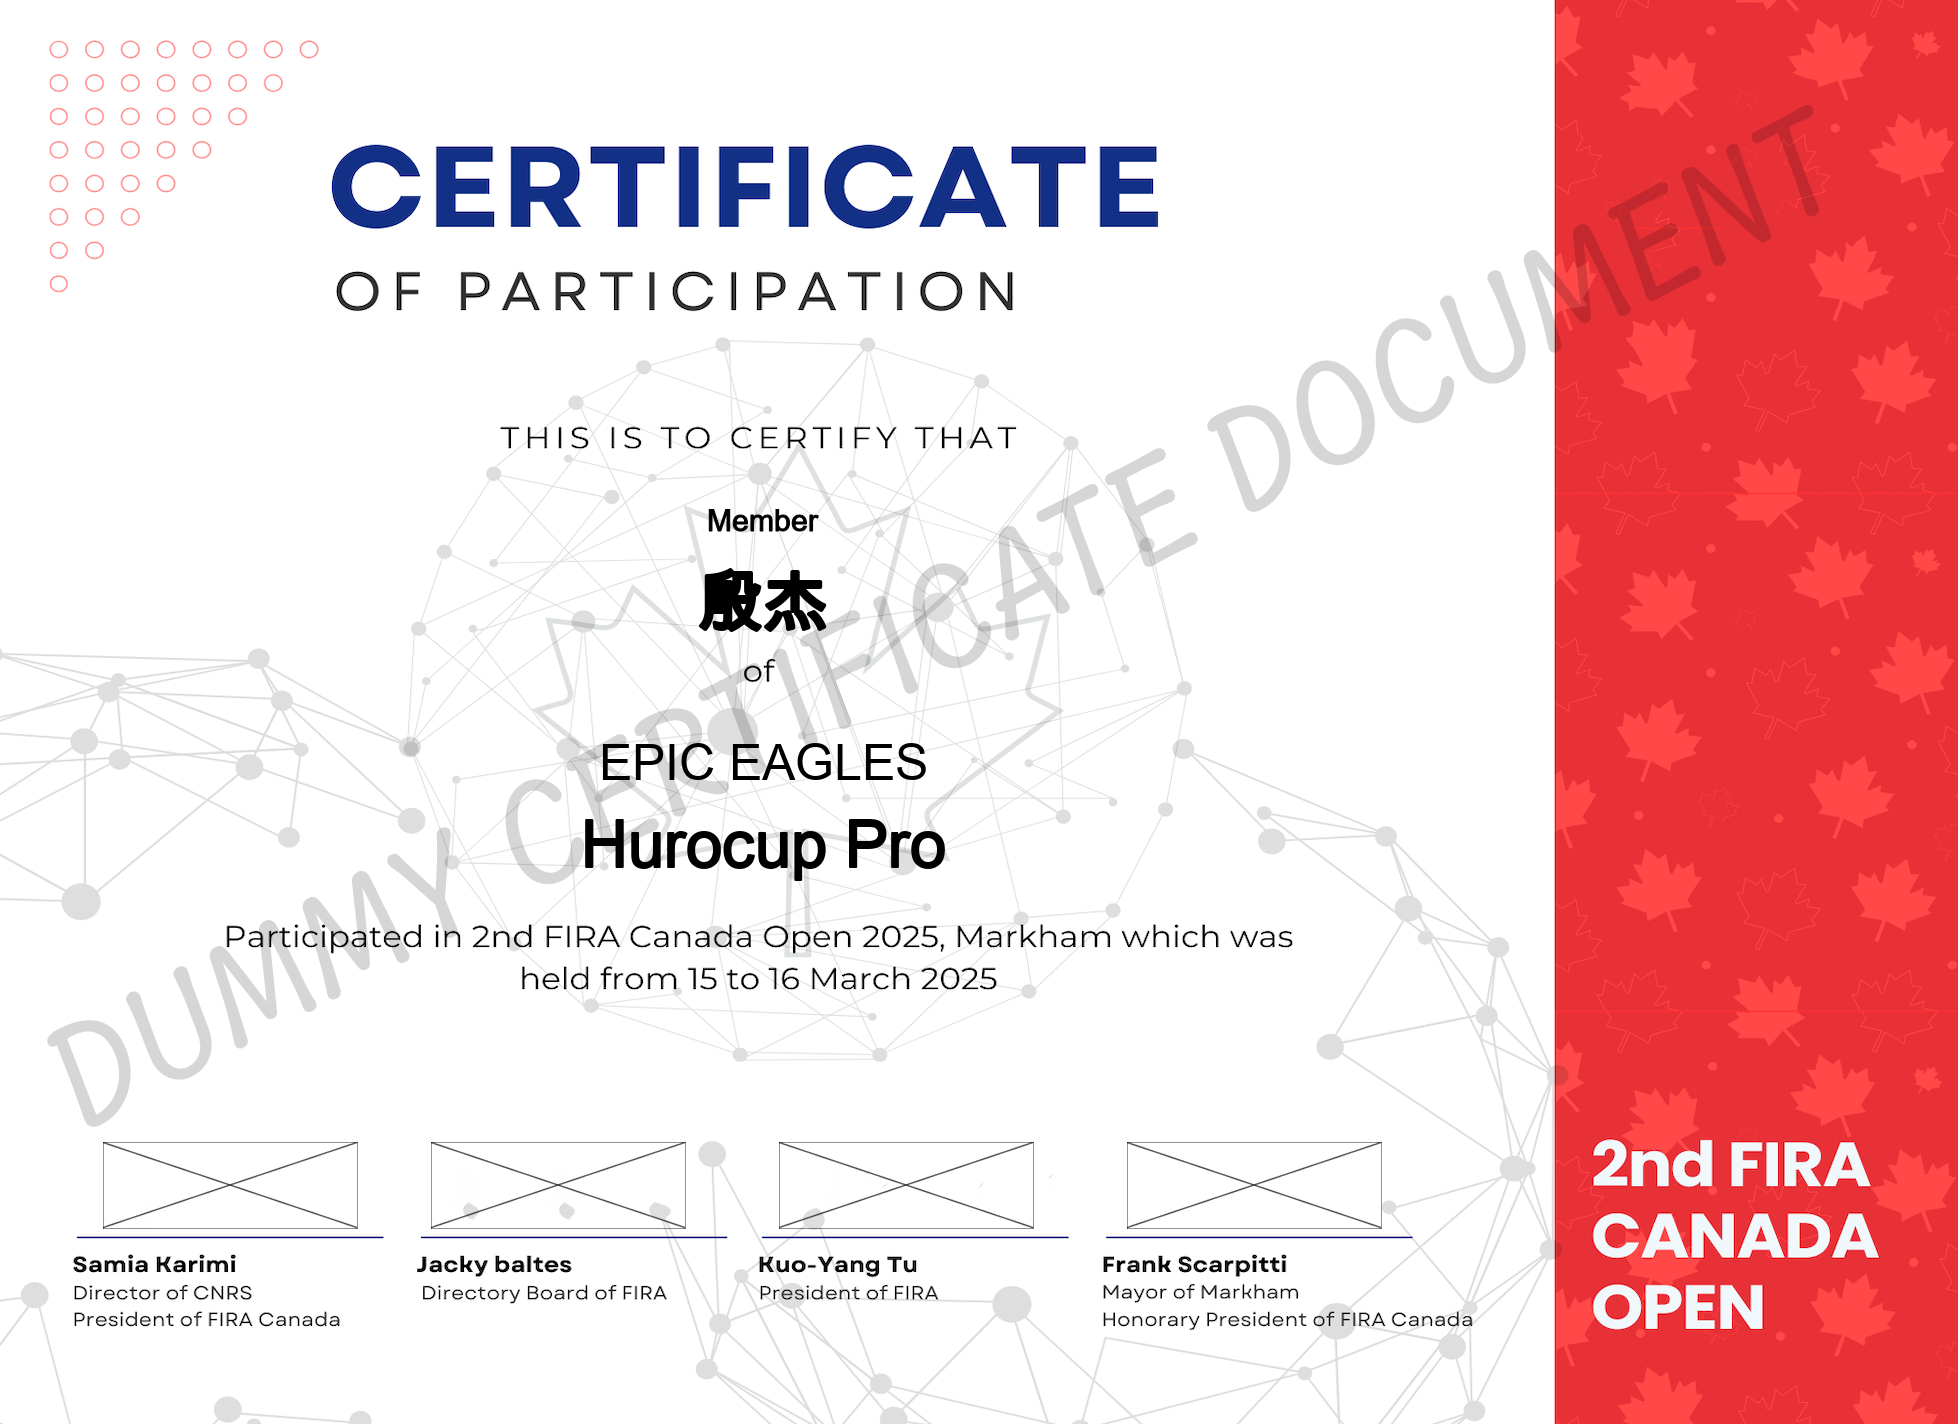 CERTIFICATE
OF PARTICIPATION
THIS IS TO CERTIFY THAT
Member
殷杰
of
EPIC EAGLES
Hurocup Pro
Participated in 2nd FIRA Canada Open 2025, Markham which was
held from 15 to 16 March 2025
DUMMY CERTIFICATE DOCUMENT
Samia Karimi
Director of CNRS
President of FIRA Canada
Jacky baltes
Directory Board of FIRA
Kuo-Yang Tu
President of FIRA
Frank Scarpitti
Mayor of Markham
Honorary President of FIRA Canada
2nd FIRA
CANADA
OPEN